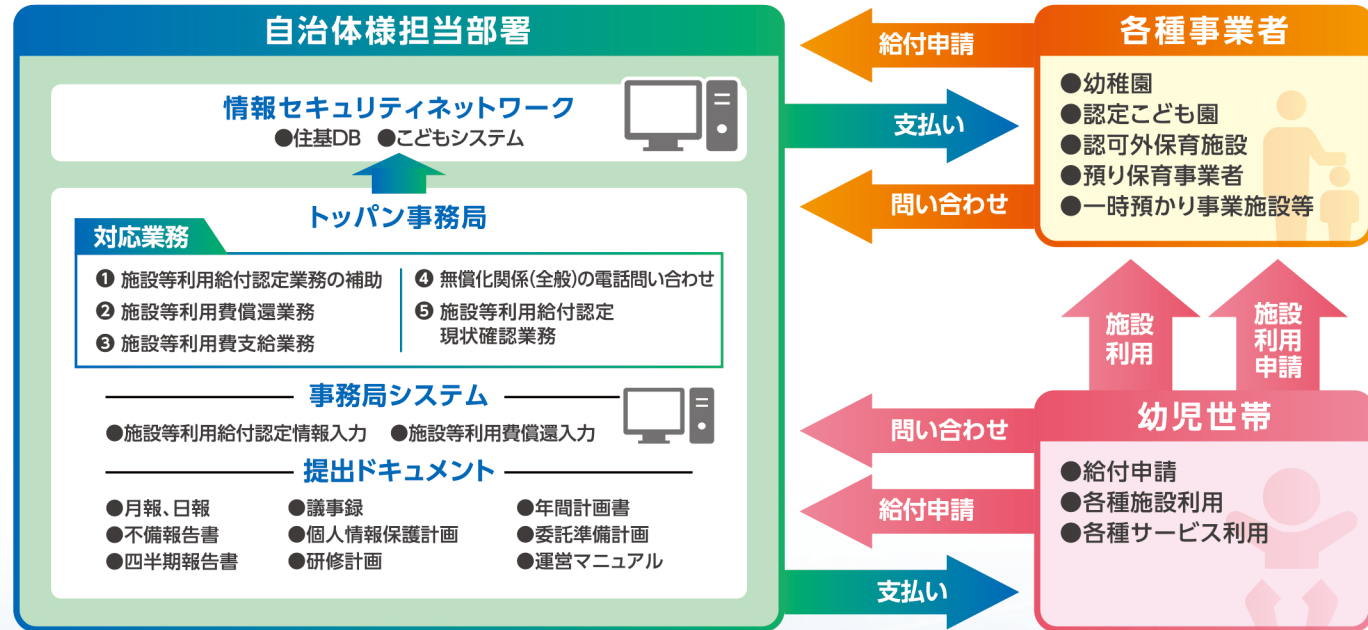 自治体様担当部署
情報セキュリティネットワーク
●住基DB ●こどもシステム
トッパン事務局
対応業務
❶ 施設等利用給付認定業務の補助
❷ 施設等利用費償還業務
❸ 施設等利用費支給業務
❹ 無償化関係(全般)の電話問い合わせ
❺ 施設等利用給付認定
現状確認業務
事務局システム
●施設等利用給付認定情報入力 ●施設等利用費償還入力
提出ドキュメント
●月報、日報
●不備報告書
●四半期報告書
●議事録
●個人情報保護計画
●研修計画
●年間計画書
●委託準備計画
●運営マニュアル
給付申請
支払い
問い合わせ
各種事業者
●幼稚園
●認定こども園
●認可外保育施設
●預り保育事業者
●一時預かり事業施設等
施設
利用
施設
利用
申請
問い合わせ
給付申請
支払い
幼児世帯
●給付申請
●各種施設利用
●各種サービス利用